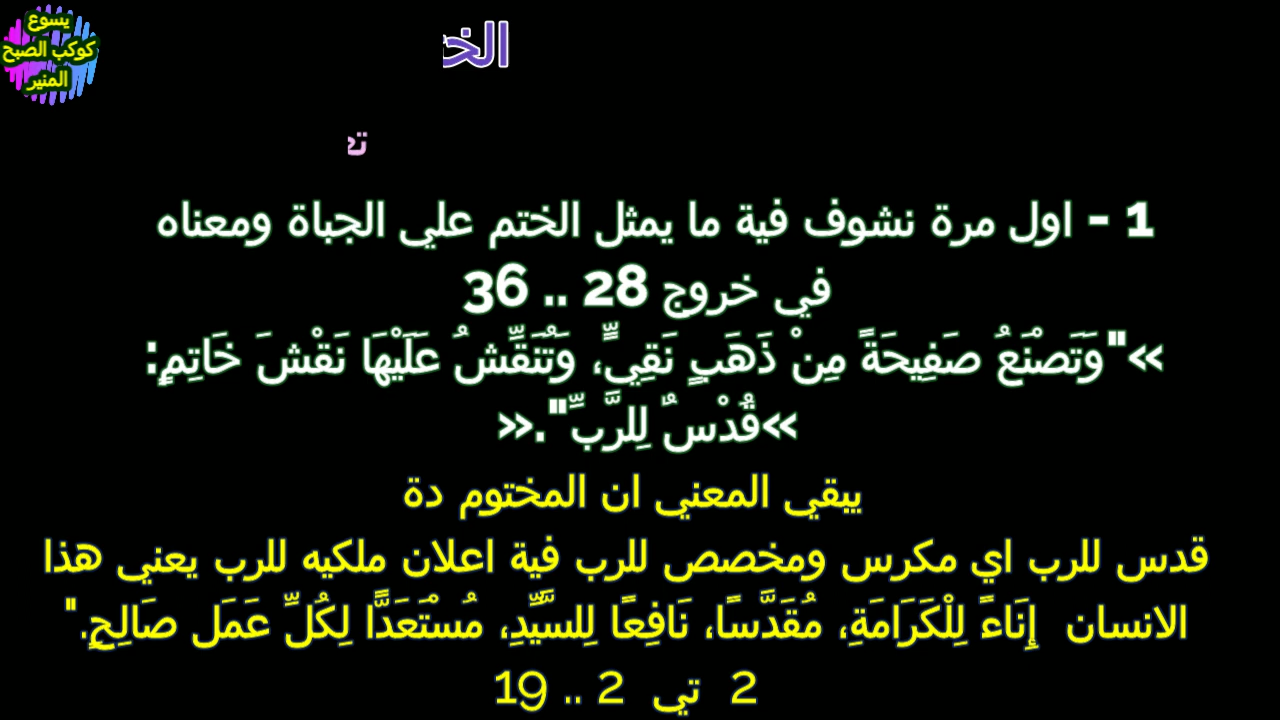 يسوع
كوكب الصبح
المنير
1 - اول مرة نشوف فية ما يمثل الختم علي الجباة ومعناه
في خروج 28 .. 36
»"وَتَصْنَعُ صَفِيحَةً مِنْ ذَهَبٍ نَقِيٍّ، وَتُنَقِّشُ عَلَيْهَا نَقْشَ خَاتِمٍ:
»قُدْسٌ لِلرَّبِّ".«
يبقي المعني ان المختوم دة
قدس للرب اي مكرس ومخصص للرب فية اعلان ملكيه للرب يعني هذا
الانسان إِنَاءً لِلْكَرَامَةِ، مُقَدَّسًا، نَافِعًا لِلسَّيِّدِ، مُسْتَعَدًّا لِكُلِّ عَمَل صَالِحٍ."
2 تي 2 .. 19